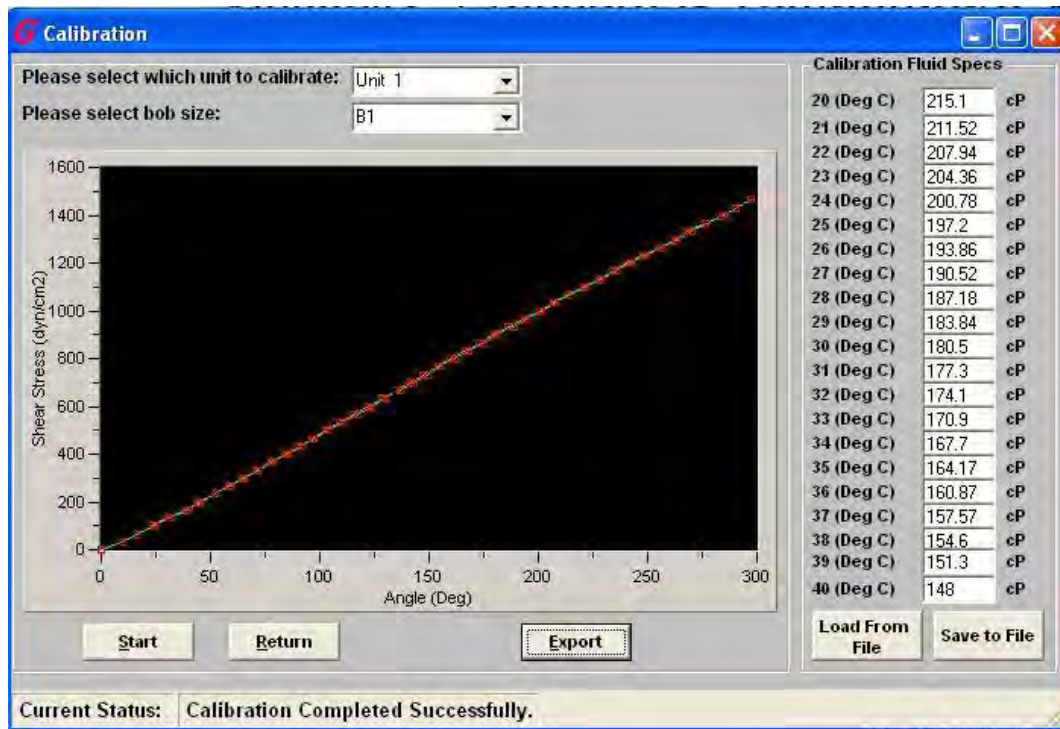 Calibration
Please select which unit to calibrate: Unit 1
Please select bob size: B1
1600
1400
1200
1000
800
600
400
200
0
Shear Stress (dyn/cm2)
0 50 100 150 200 250 300
Angle (Deg)
Start Return Export
Calibration Fluid Specs
20 (Deg C) 215.1 cP
21 (Deg C) 211.52 cP
22 (Deg C) 207.94 cP
23 (Deg C) 204.36 cP
24 (Deg C) 200.78 cP
25 (Deg C) 197.2 cP
26 (Deg C) 193.86 cP
27 (Deg C) 190.52 cP
28 (Deg C) 187.18 cP
29 (Deg C) 183.84 cP
30 (Deg C) 180.5 cP
31 (Deg C) 177.3 cP
32 (Deg C) 174.1 cP
33 (Deg C) 170.9 cP
34 (Deg C) 167.7 cP
35 (Deg C) 164.17 cP
36 (Deg C) 160.87 cP
37 (Deg C) 157.57 cP
38 (Deg C) 154.6 cP
39 (Deg C) 151.3 cP
40 (Deg C) 148 cP
Load From File
Save to File
Current Status: Calibration Completed Successfully.